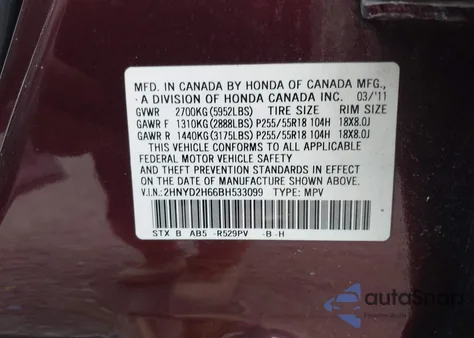 MFD. IN CANADA BY HONDA OF CANADA MFG.,
A DIVISION OF HONDA CANADA INC. 03/'11
GVWR 2700KG(5952LBS) TIRE SIZE RIM SIZE
GAWR F 1310KG(2888LBS) P255/55R18 104H 18X8.0J
GAWR R 1440KG(3175LBS) P255/55R18 104H 18X8.0J
THIS VEHICLE CONFORMS TO ALL APPLICABLE
FEDERAL MOTOR VEHICLE SAFETY
AND THEFT PREVENTION STANDARDS IN EFFECT
ON THE DATE OF MANUFACTURE SHOWN ABOVE.
V.I.N.: 2HNYD2H66BH533099 TYPE: MPV
STX B AB5 -R529PV -B-H
autoSnap